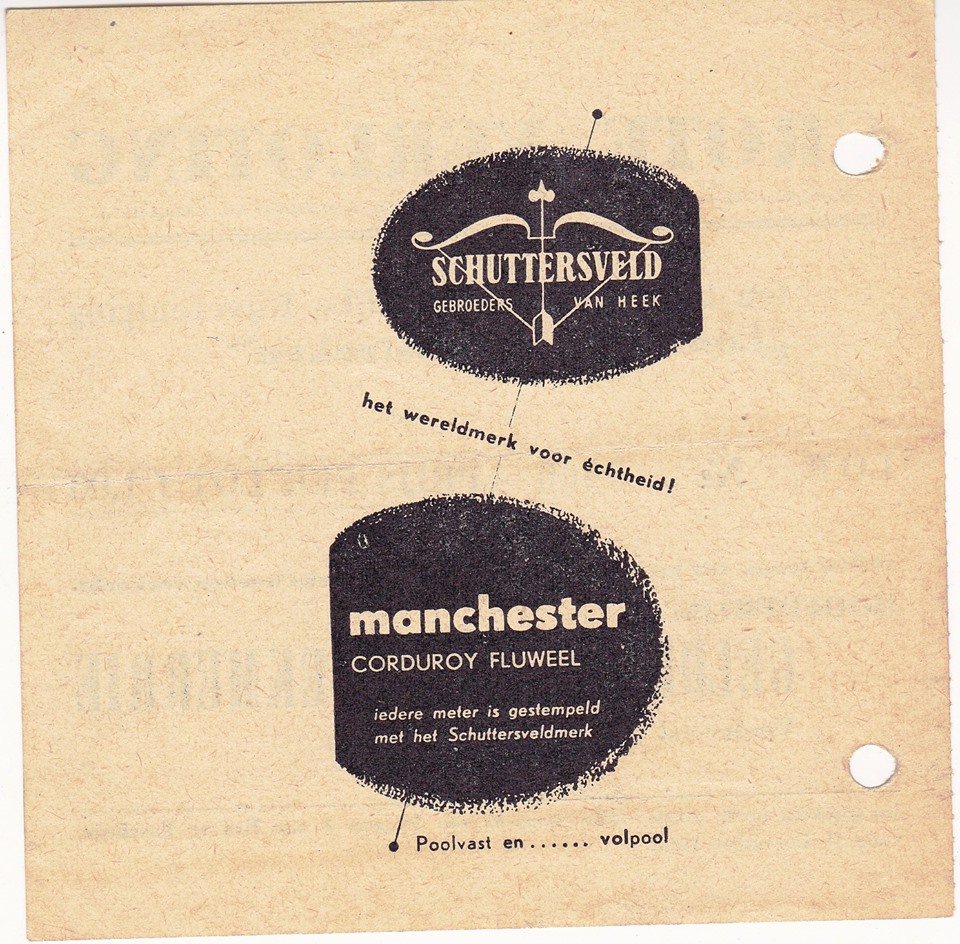 SCHUTTERSVELD
GEBROEDERS VAN HEEK
het wereldmerk voor échtheid!
manchester
CORDUROY FLUWEEL
iedere meter is gestempeld
met het Schuttersveldmerk
Poolvast en ...... volpool